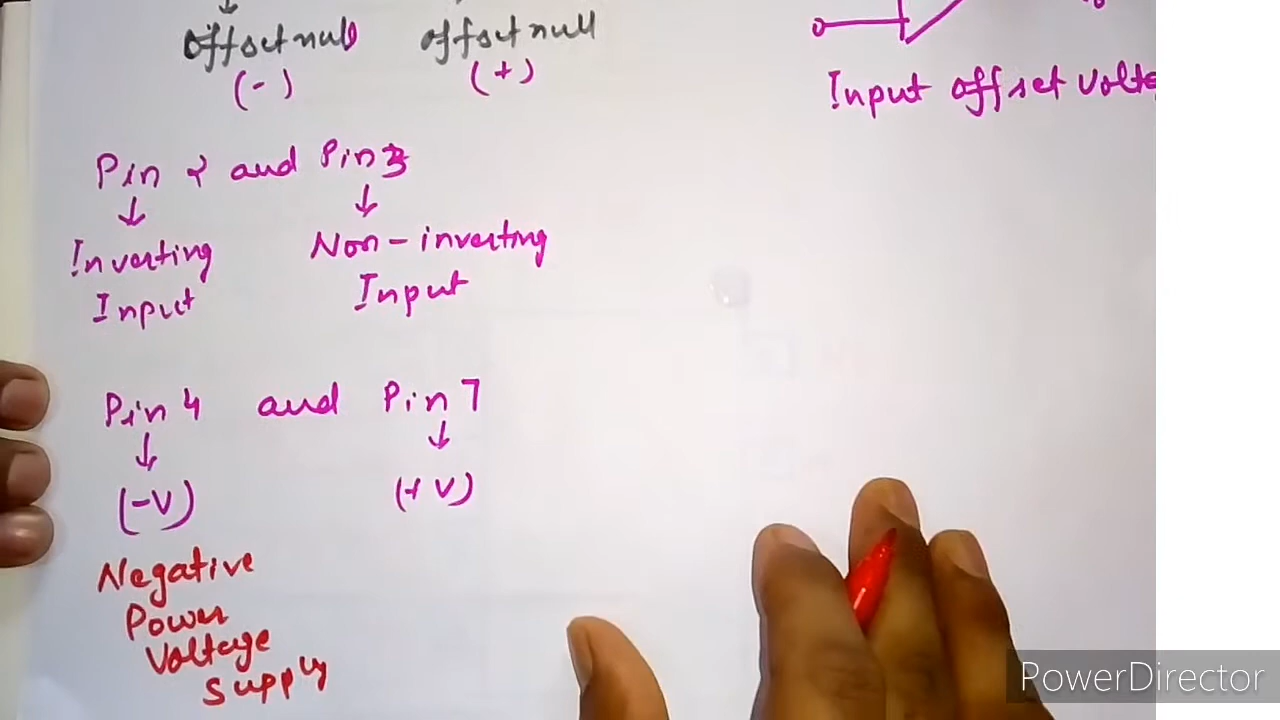 offset null offset null
(-) (+)
Input offset volta
Pin 2 and Pin 3
Inverting Non-inverting
Input Input
Pin 4 and Pin 7
(-V) (+V)
Negative
Power
Voltage
Supply
PowerDirector